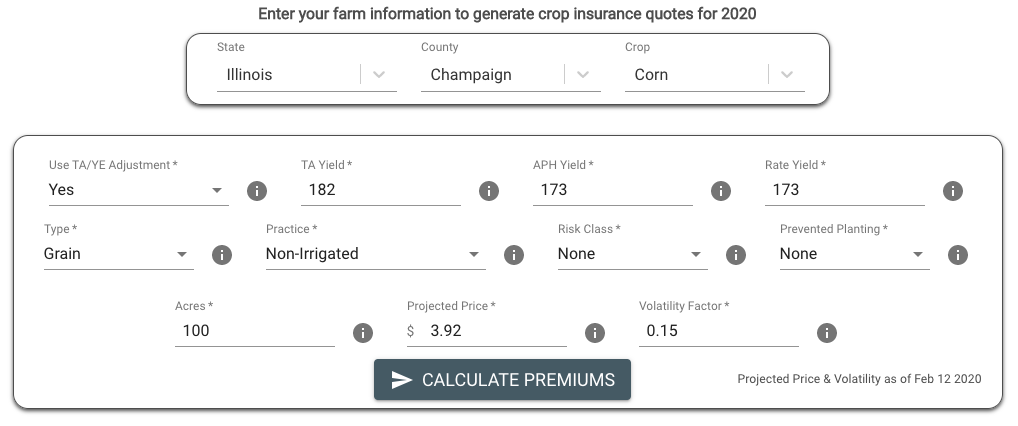 Enter your farm information to generate crop insurance quotes for 2020
State County Crop
Illinois Champaign Corn
Use TA/YE Adjustment * TA Yield * APH Yield * Rate Yield *
Yes 182 173 173
Type * Practice * Risk Class * Prevented Planting *
Grain Non-Irrigated None None
Acres * Projected Price * Volatility Factor *
100 $ 3.92 0.15
CALCULATE PREMIUMS
Projected Price & Volatility as of Feb 12 2020